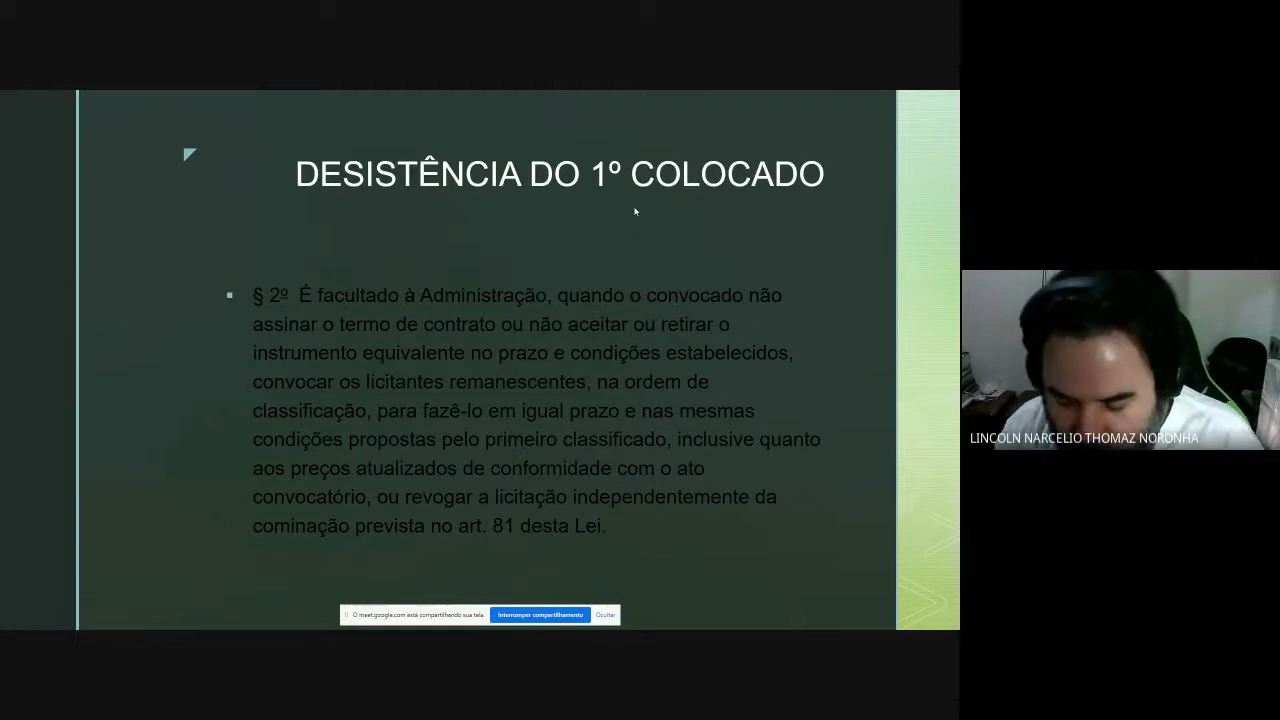 DESISTÊNCIA DO 1º COLOCADO
§ 2º É facultado à Administração, quando o convocado não
assinar o termo de contrato ou não aceitar ou retirar o
instrumento equivalente no prazo e condições estabelecidos,
convocar os licitantes remanescentes, na ordem de
classificação, para fazê-lo em igual prazo e nas mesmas
condições propostas pelo primeiro classificado, inclusive quanto
aos preços atualizados de conformidade com o ato
convocatório, ou revogar a licitação independentemente da
cominação prevista no art. 81 desta Lei.
O meet.google.com está compartilhando sua tela. Interromper compartilhamento Ocultar
LINCOLN NARCELIO THOMAZ NORONHA